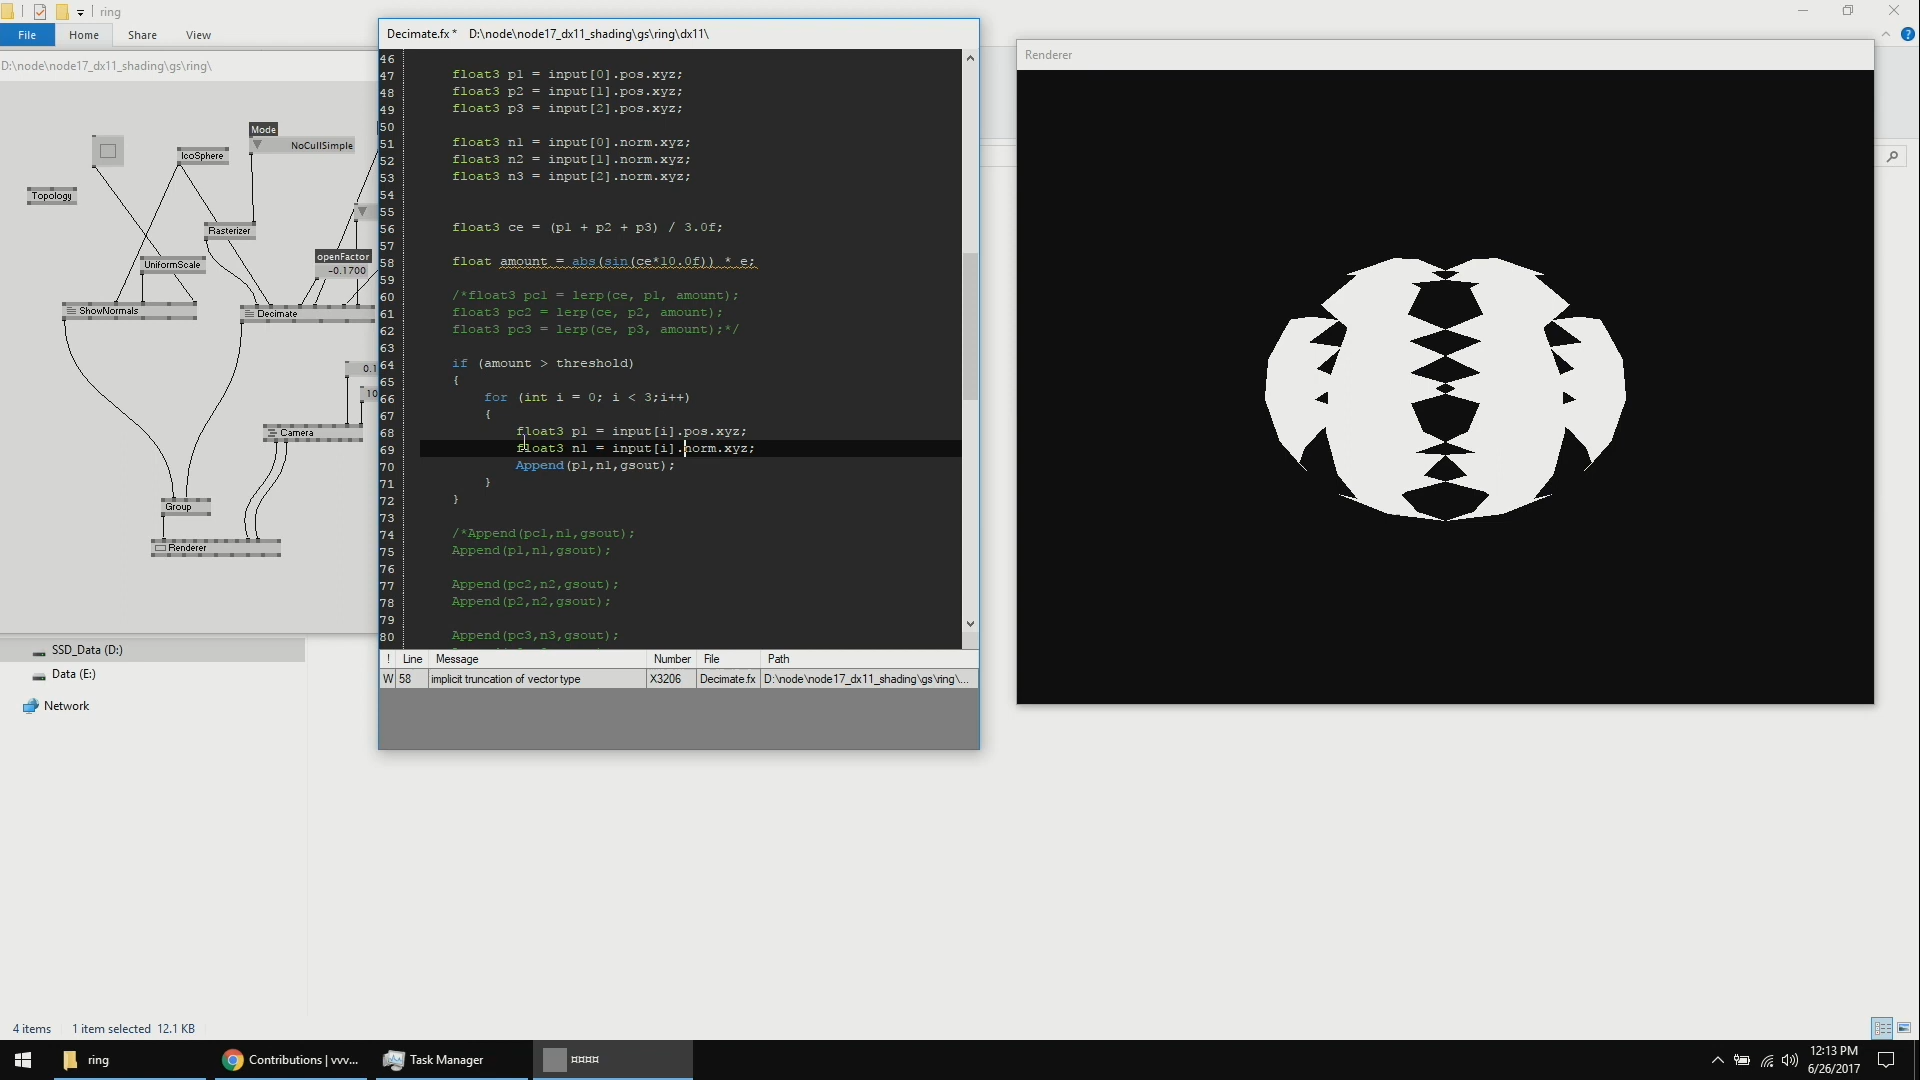 ring
File
Home
Share
View
D:\node\node17_dx11_shading\gs\ring\
Mode
NoCullSimple
IcoSphere
Topology
Rasterizer
openFactor
UniformScale
-0.1700
ShowNormals
Decimate
0.1
10
Camera
Group
Renderer
SSD_Data (D:)
Data (E:)
Network
4 items
1 item selected 12.1 KB
Decimate.fx * D:\node\node17_dx11_shading\gs\ring\dx11\
46
47 float3 p1 = input[0].pos.xyz;
48 float3 p2 = input[1].pos.xyz;
49 float3 p3 = input[2].pos.xyz;
50
51 float3 n1 = input[0].norm.xyz;
52 float3 n2 = input[1].norm.xyz;
53 float3 n3 = input[2].norm.xyz;
54
55
56 float3 ce = (p1 + p2 + p3) / 3.0f;
57
58 float amount = abs(sin(ce*10.0f)) * e;
59
60 /*float3 pc1 = lerp(ce, p1, amount);
61 float3 pc2 = lerp(ce, p2, amount);
62 float3 pc3 = lerp(ce, p3, amount);*/
63
64 if (amount > threshold)
65 {
66 for (int i = 0; i < 3;i++)
67 {
68 float3 p1 = input[i].pos.xyz;
69 float3 n1 = input[i].norm.xyz;
70 Append(p1,n1,gsout);
71 }
72 }
73
74 /*Append(pc1,n1,gsout);
75 Append(p1,n1,gsout);
76
77 Append(pc2,n2,gsout);
78 Append(p2,n2,gsout);
79
80 Append(pc3,n3,gsout);
! Line Message Number File Path
W 58 implicit truncation of vector type X3206 Decimate.fx D:\node\node17_dx11_shading\gs\ring\...
Renderer
ring
Contributions | vvv...
Task Manager
12:13 PM
6/26/2017